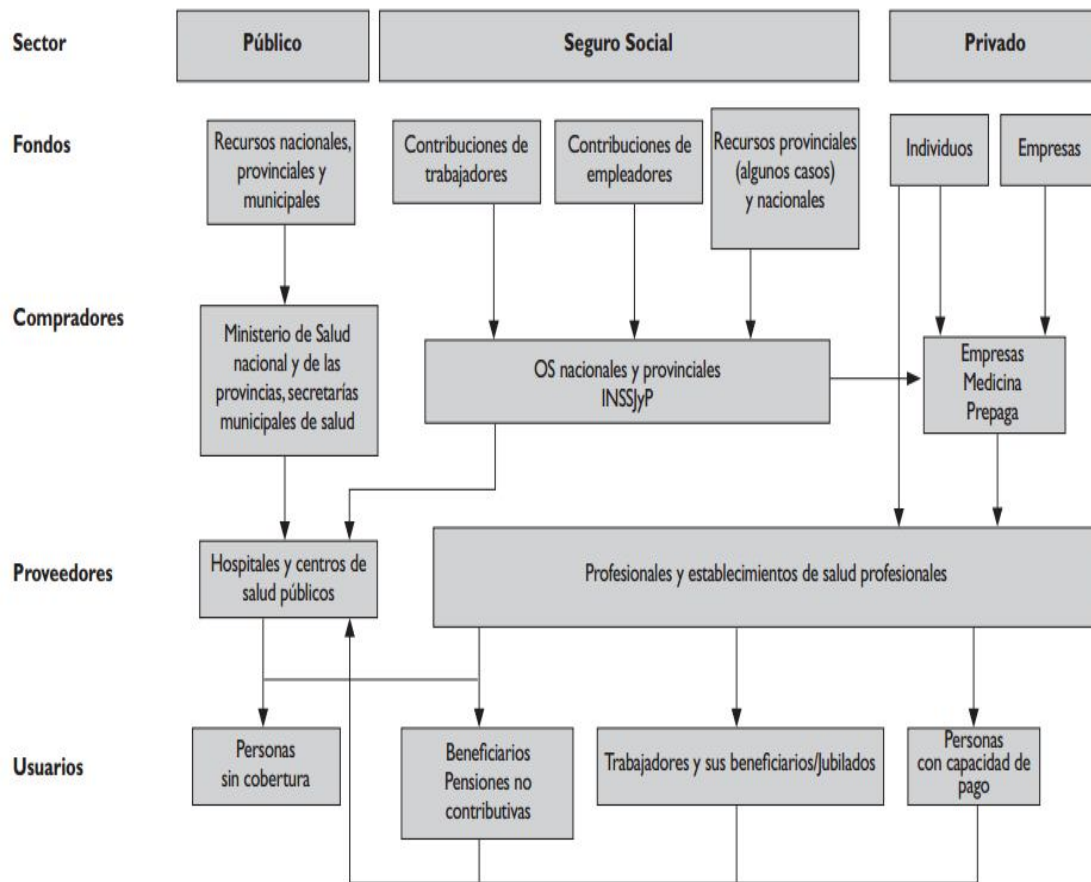 Sector
Público
Seguro Social
Privado
Fondos
Recursos nacionales,
provinciales y
municipales
Contribuciones de
trabajadores
Contribuciones de
empleadores
Recursos provinciales
(algunos casos)
y nacionales
Individuos
Empresas
Compradores
Ministerio de Salud
nacional y de las
provincias, secretarías
municipales de salud
OS nacionales y provinciales
INSSJyP
Empresas
Medicina
Prepaga
Proveedores
Hospitales y centros de
salud públicos
Profesionales y establecimientos de salud profesionales
Usuarios
Personas
sin cobertura
Beneficiarios
Pensiones no
contributivas
Trabajadores y sus beneficiarios/Jubilados
Personas
con capacidad de
pago